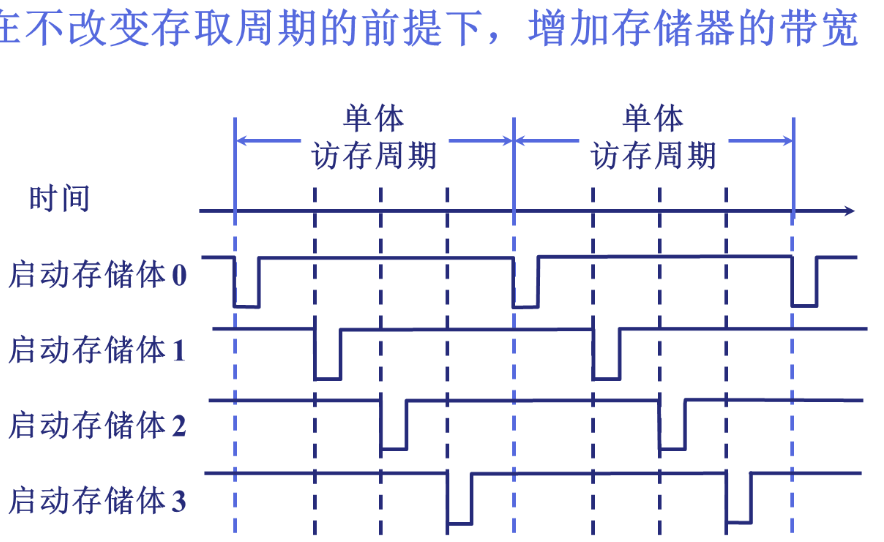 在不改变存取周期的前提下，增加存储器的带宽
单体 单体
访存周期 访存周期
时间
启动存储体 0
启动存储体 1
启动存储体 2
启动存储体 3